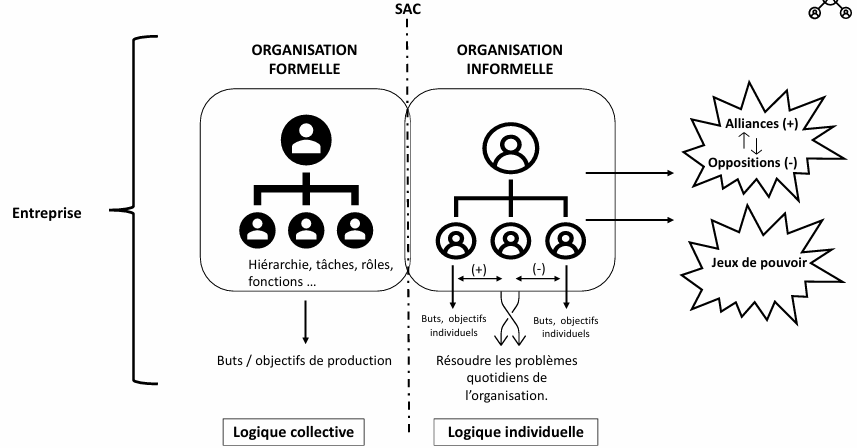 SAC
ORGANISATION
FORMELLE
ORGANISATION
INFORMELLE
Alliances (+)
Oppositions (-)
Entreprise
Jeux de pouvoir
Hiérarchie, tâches, rôles,
fonctions ...
(+)
(-)
Buts, objectifs
individuels
Buts, objectifs
individuels
Buts / objectifs de production
Résoudre les problèmes
quotidiens de
l’organisation.
Logique collective
Logique individuelle